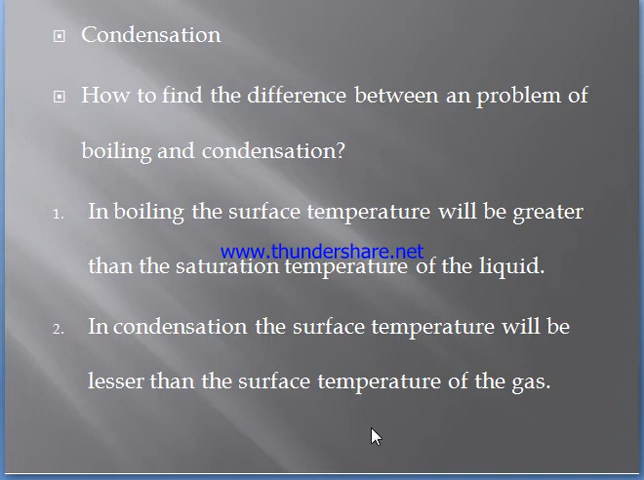 Condensation
How to find the difference between an problem of
boiling and condensation?
1. In boiling the surface temperature will be greater
www.thundershare.net
than the saturation temperature of the liquid.
2. In condensation the surface temperature will be
lesser than the surface temperature of the gas.